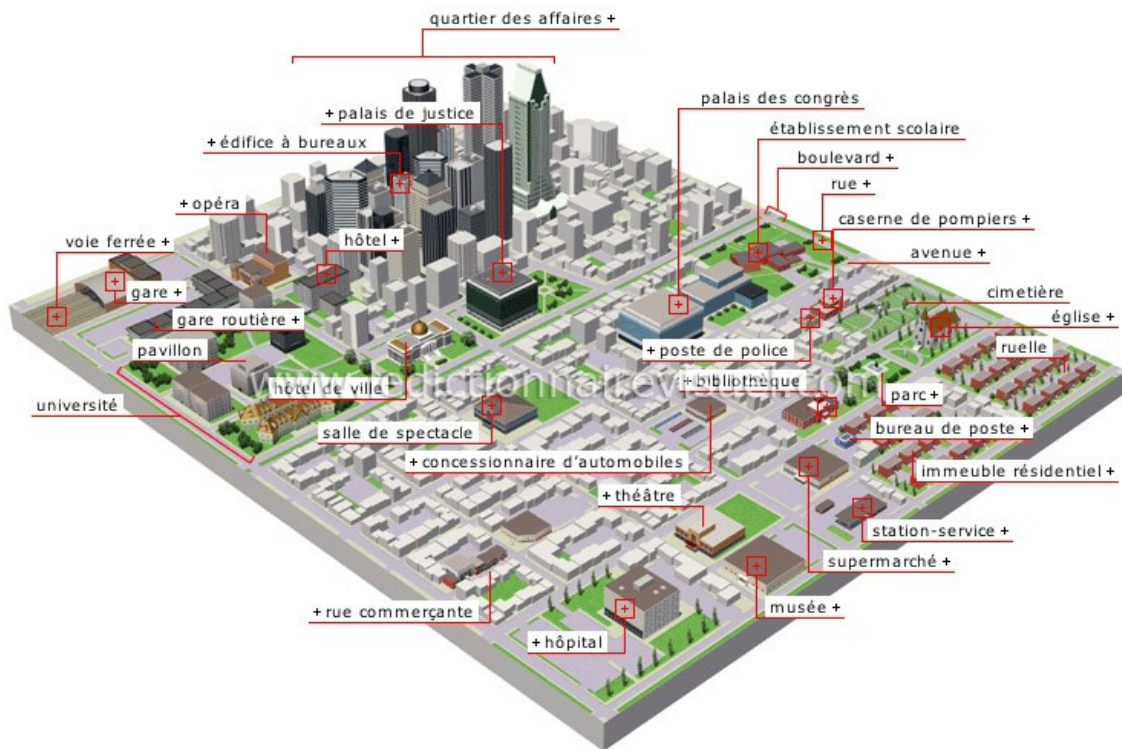 quartier des affaires +
palais des congrès
+ palais de justice
établissement scolaire
+ édifice à bureaux
boulevard +
rue +
+ opéra
caserne de pompiers +
voie ferrée +
hôtel +
avenue +
gare +
cimetière
gare routière +
église +
pavillon
+ poste de police
ruelle
www.ledictionnairevisuel.com
hôtel de ville +
+ bibliothèque
parc +
université
salle de spectacle
bureau de poste +
+ concessionnaire d'automobiles
immeuble résidentiel +
+ théâtre
station-service +
supermarché +
+ rue commerçante
musée +
+ hôpital